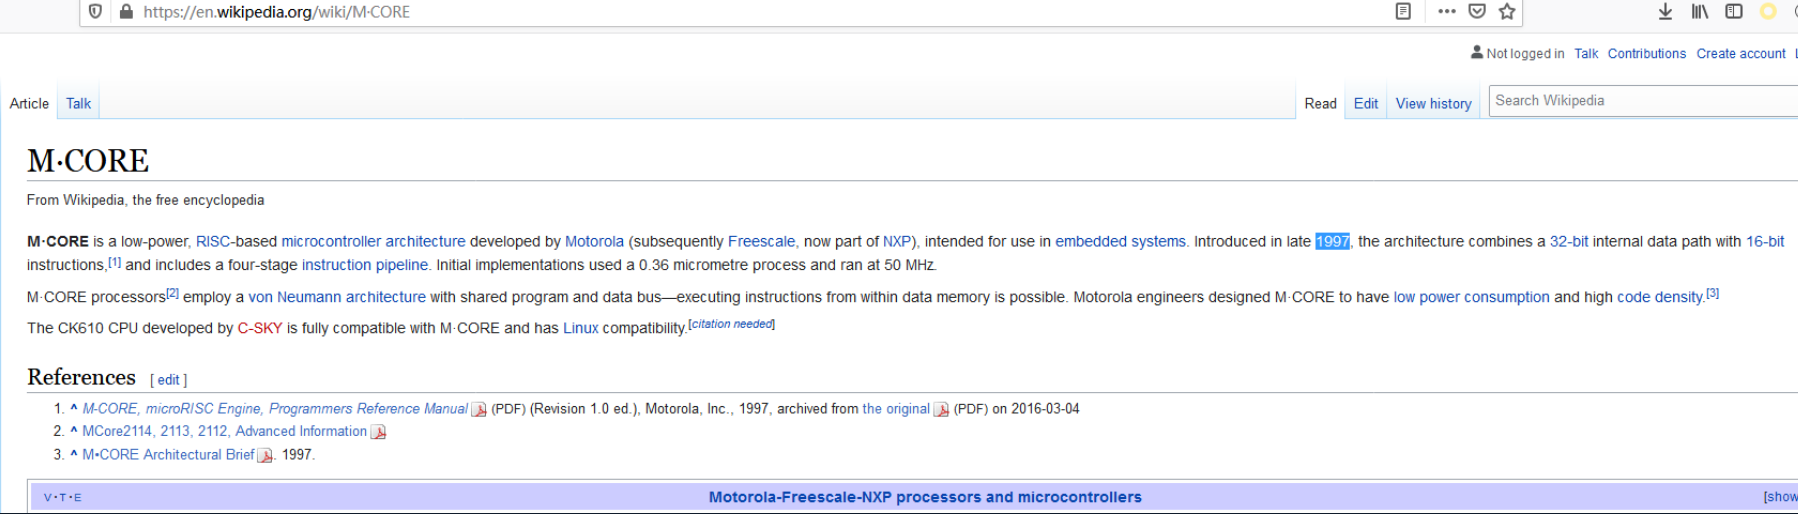 https://en.wikipedia.org/wiki/M·CORE
Not logged in Talk Contributions Create account
Article Talk Read Edit View history Search Wikipedia
M·CORE
From Wikipedia, the free encyclopedia
M·CORE is a low-power, RISC-based microcontroller architecture developed by Motorola (subsequently Freescale, now part of NXP), intended for use in embedded systems. Introduced in late 1997, the architecture combines a 32-bit internal data path with 16-bit
instructions,[1] and includes a four-stage instruction pipeline. Initial implementations used a 0.36 micrometre process and ran at 50 MHz.
M·CORE processors[2] employ a von Neumann architecture with shared program and data bus—executing instructions from within data memory is possible. Motorola engineers designed M·CORE to have low power consumption and high code density.[3]
The CK610 CPU developed by C-SKY is fully compatible with M·CORE and has Linux compatibility.[citation needed]
References [ edit ]
1. ^ M-CORE, microRISC Engine, Programmers Reference Manual (PDF) (Revision 1.0 ed.), Motorola, Inc., 1997, archived from the original (PDF) on 2016-03-04
2. ^ MCore2114, 2113, 2112, Advanced Information
3. ^ M•CORE Architectural Brief. 1997.
V·T·E Motorola-Freescale-NXP processors and microcontrollers [show